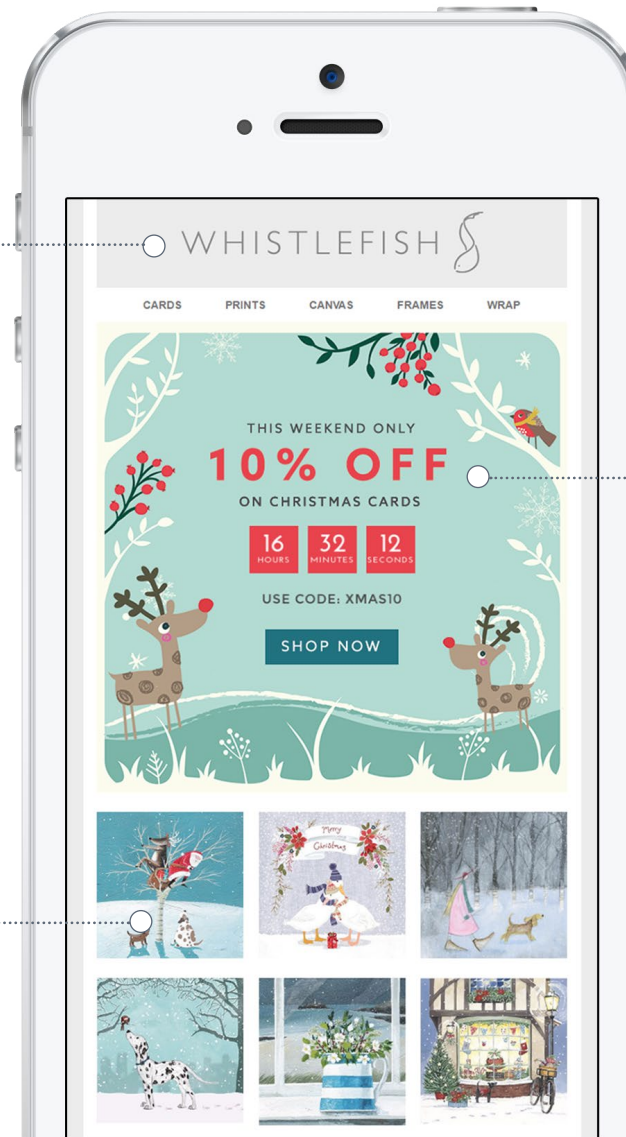 WHISTLEFISH
CARDS PRINTS CANVAS FRAMES WRAP
THIS WEEKEND ONLY
10% OFF
ON CHRISTMAS CARDS
16 32 12
HOURS MINUTES SECONDS
USE CODE: XMAS10
SHOP NOW
Merry
Christmas